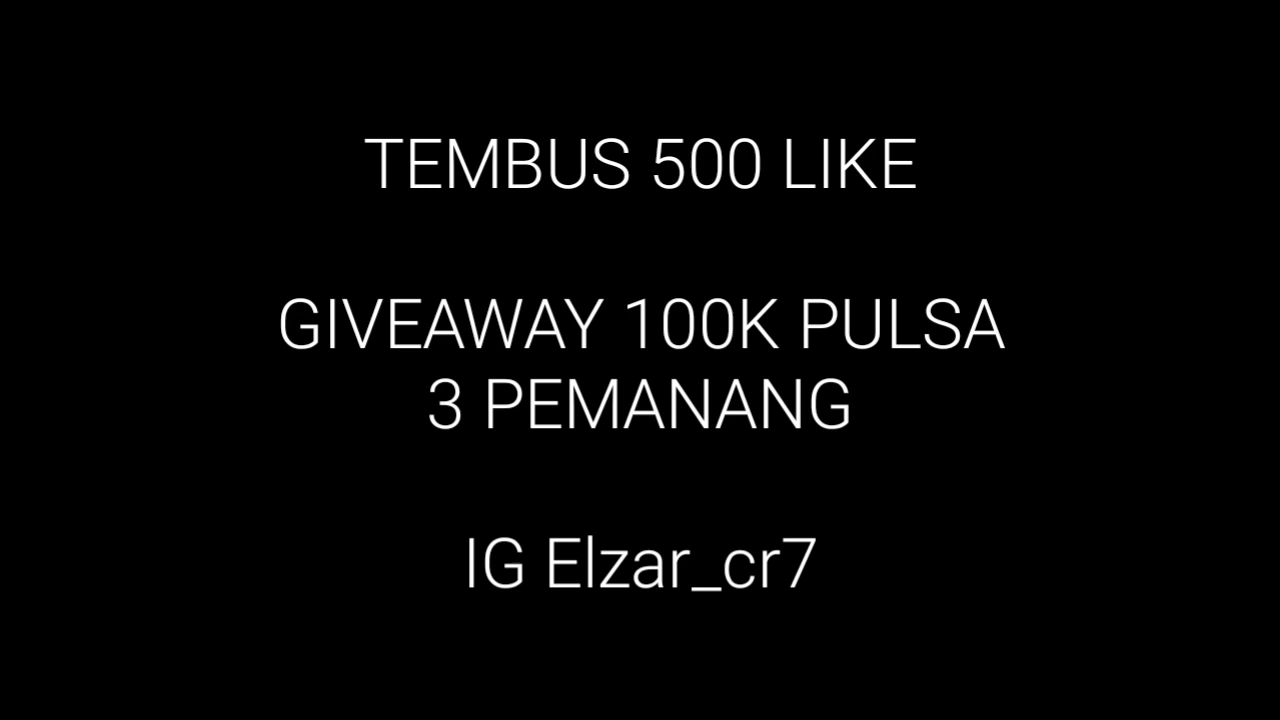 TEMBUS 500 LIKE
GIVEAWAY 100K PULSA
3 PEMANANG
IG Elzar_cr7